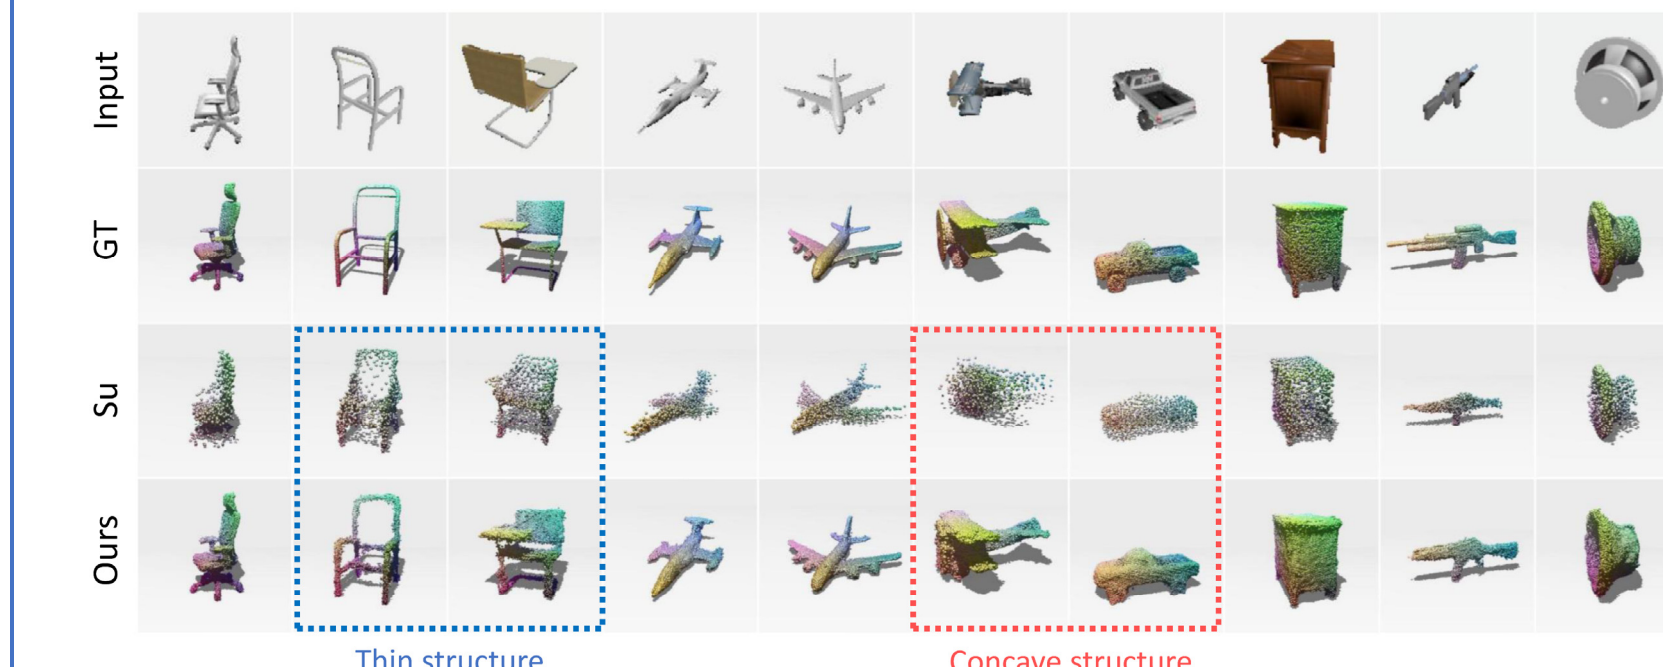 Input
GT
Su
Ours
Thin structure
Concave structure